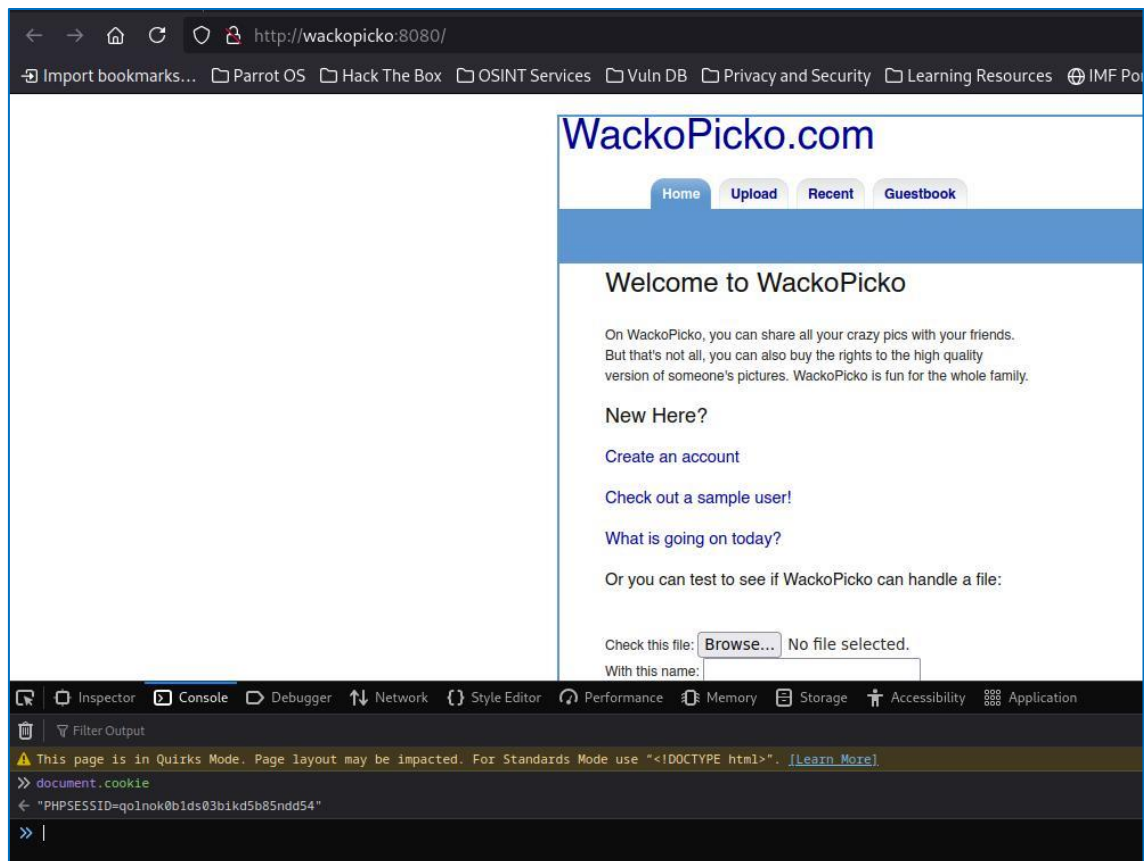 http://wackopicko:8080/
Import bookmarks... Parrot OS Hack The Box OSINT Services Vuln DB Privacy and Security Learning Resources IMF Por
WackoPicko.com
Home Upload Recent Guestbook
Welcome to WackoPicko
On WackoPicko, you can share all your crazy pics with your friends.
But that's not all, you can also buy the rights to the high quality
version of someone's pictures. WackoPicko is fun for the whole family.
New Here?
Create an account
Check out a sample user!
What is going on today?
Or you can test to see if WackoPicko can handle a file:
Check this file: Browse... No file selected.
With this name:
Inspector Console Debugger Network Style Editor Performance Memory Storage Accessibility Application
Filter Output
This page is in Quirks Mode. Page layout may be impacted. For Standards Mode use "<!DOCTYPE html>". [Learn More]
>> document.cookie
"PHPSESSID=qolnok0b1ds03bikd5b85ndd54"
>>